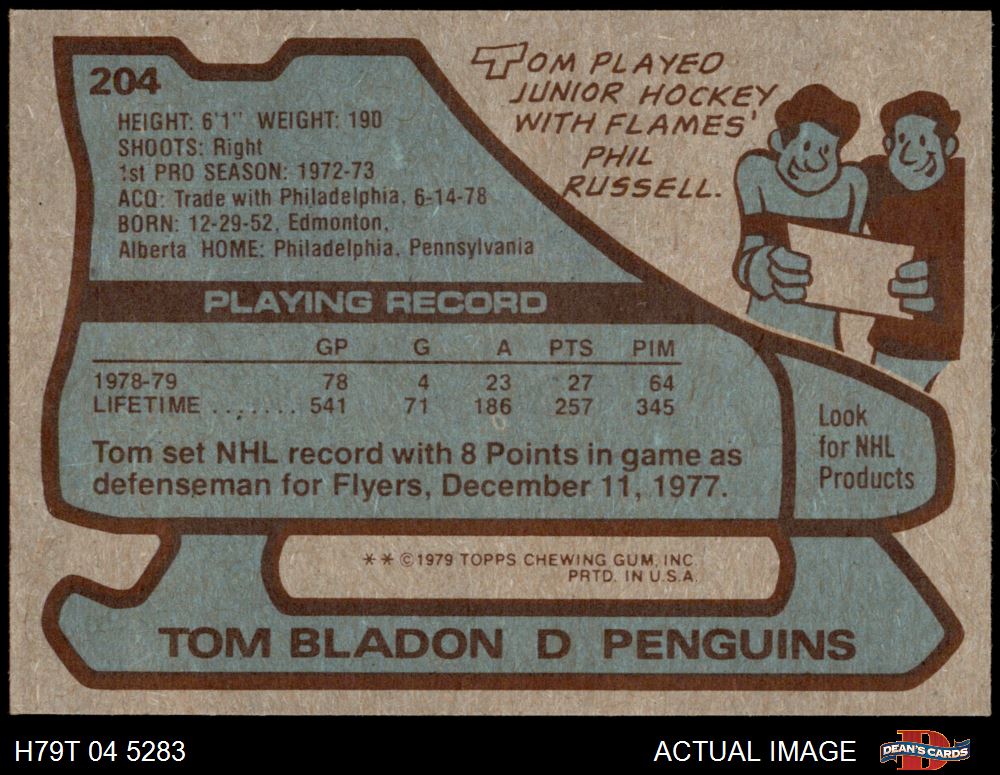 204
TOM PLAYED
JUNIOR HOCKEY
WITH FLAMES'
PHIL
RUSSELL.
HEIGHT: 6'1" WEIGHT: 190
SHOOTS: Right
1st PRO SEASON: 1972-73
ACQ: Trade with Philadelphia, 6-14-78
BORN: 12-29-52, Edmonton,
Alberta HOME: Philadelphia, Pennsylvania
PLAYING RECORD
GP G A PTS PIM
1978-79 78 4 23 27 64
LIFETIME ........ 541 71 186 257 345
Tom set NHL record with 8 Points in game as
defenseman for Flyers, December 11, 1977.
Look
for NHL
Products
** © 1979 TOPPS CHEWING GUM, INC.
PRTD. IN U.S.A.
TOM BLADON D PENGUINS
H79T 04 5283 ACTUAL IMAGE DEAN'S CARDS